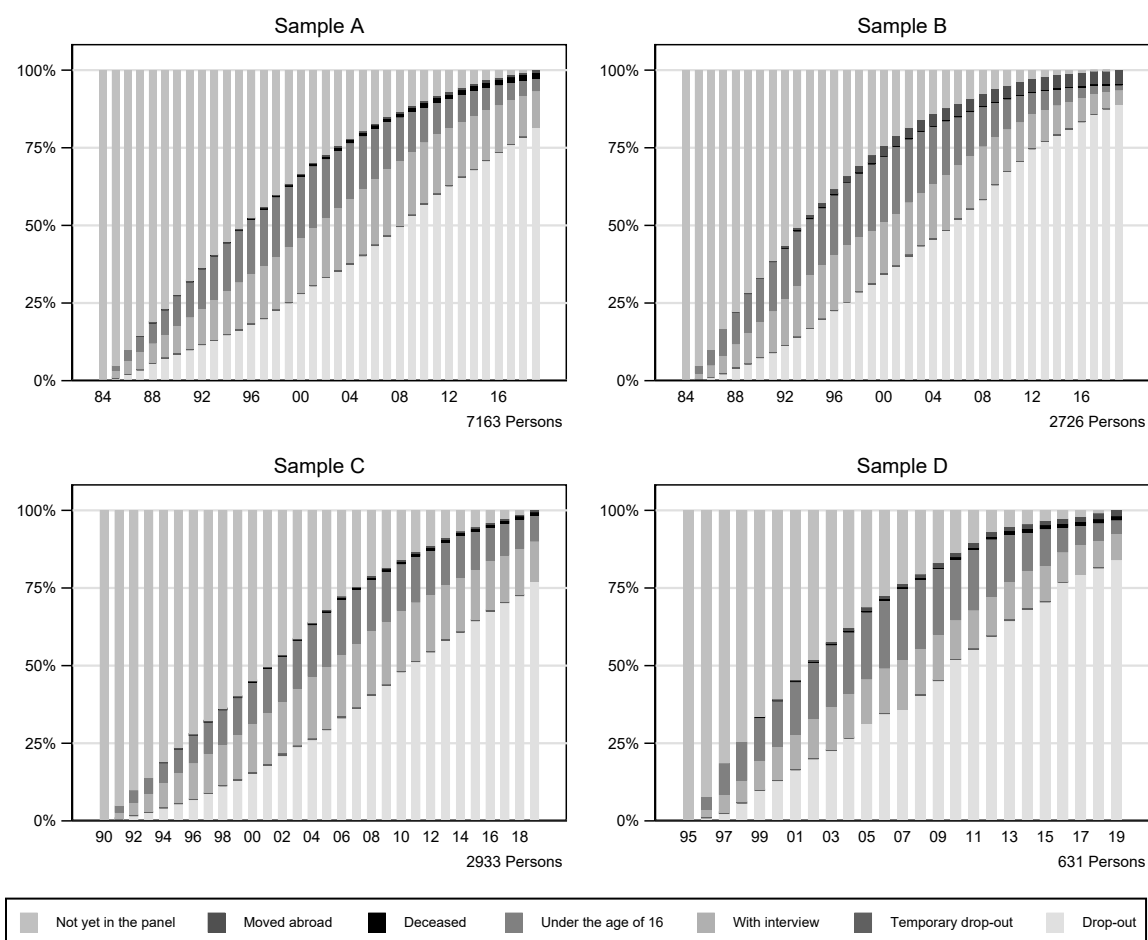 Sample A
100%
75%
50%
25%
0%
84 88 92 96 00 04 08 12 16
7163 Persons
Sample B
100%
75%
50%
25%
0%
84 88 92 96 00 04 08 12 16
2726 Persons
Sample C
100%
75%
50%
25%
0%
90 92 94 96 98 00 02 04 06 08 10 12 14 16 18
2933 Persons
Sample D
100%
75%
50%
25%
0%
95 97 99 01 03 05 07 09 11 13 15 17 19
631 Persons
Not yet in the panel Moved abroad Deceased Under the age of 16 With interview Temporary drop-out Drop-out